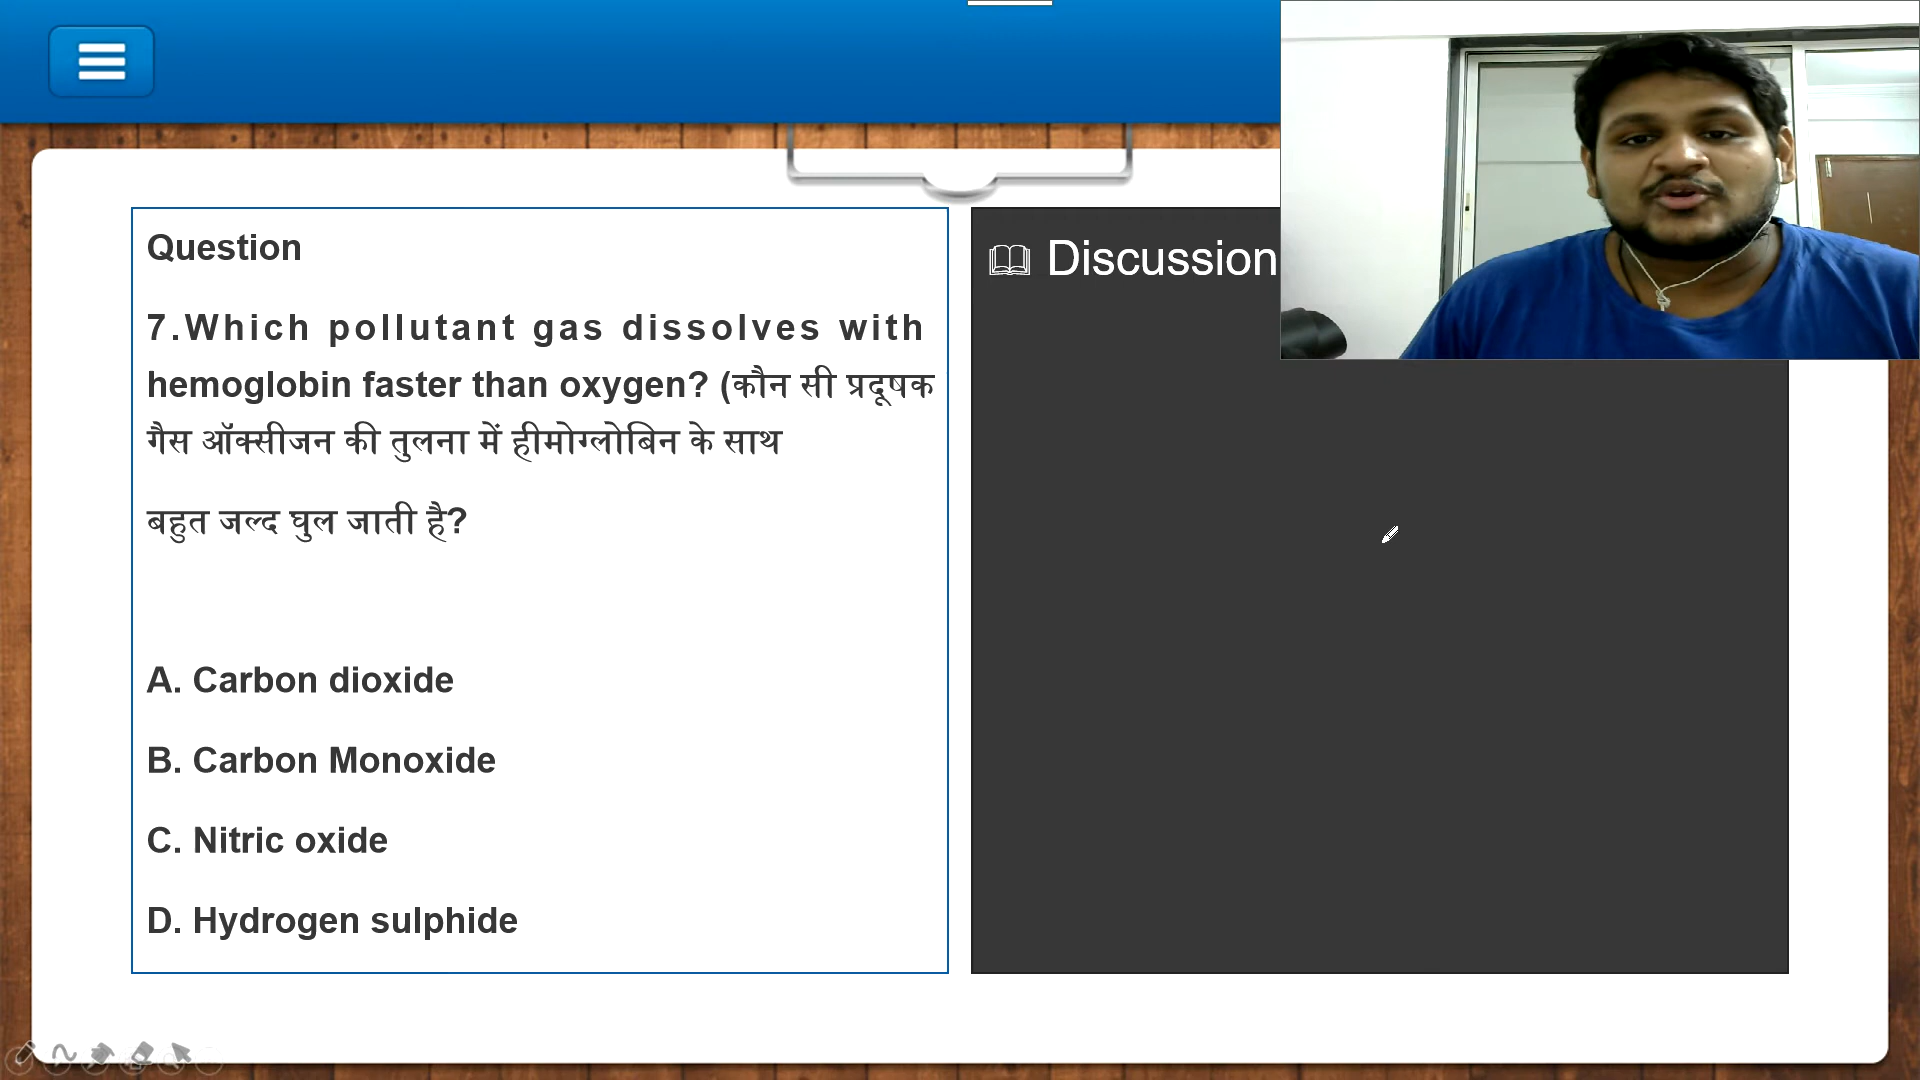 Question
7.Which pollutant gas dissolves with
hemoglobin faster than oxygen? (कौन सी प्रदूषक
गैस ऑक्सीजन की तुलना में हीमोग्लोबिन के साथ
बहुत जल्द घुल जाती है?
A. Carbon dioxide
B. Carbon Monoxide
C. Nitric oxide
D. Hydrogen sulphide
Discussion